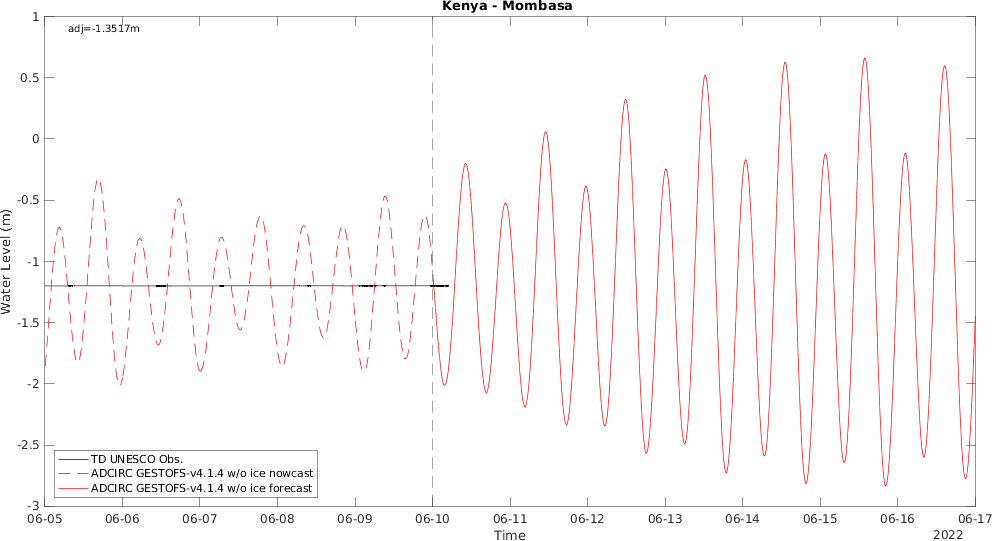 Kenya - Mombasa
adj=-1.3517m
1
0.5
0
-0.5
-1
-1.5
-2
-2.5
-3
Water Level (m)
TD UNESCO Obs.
ADCIRC GESTOFS-v4.1.4 w/o ice nowcast
ADCIRC GESTOFS-v4.1.4 w/o ice forecast
06-05 06-06 06-07 06-08 06-09 06-10 06-11 06-12 06-13 06-14 06-15 06-16 06-17
Time
2022